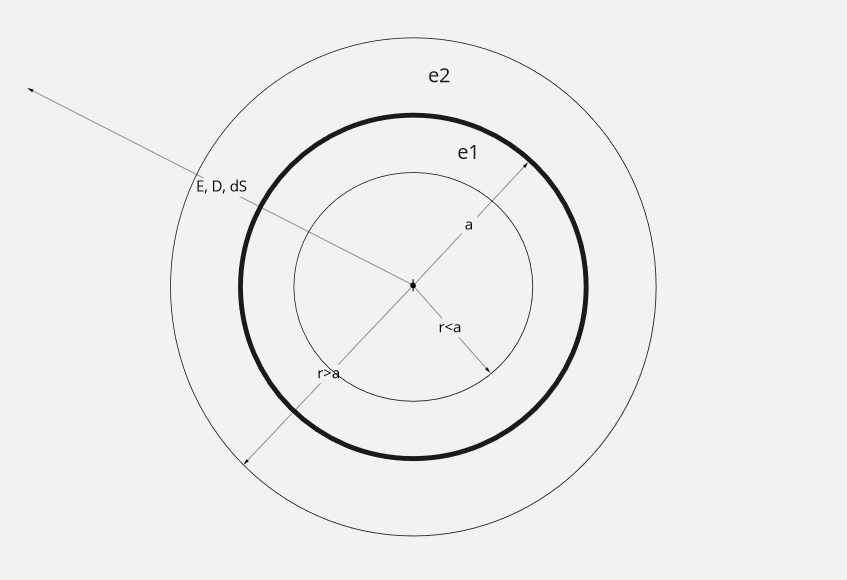 e2
e1
E, D, dS
a
r<a
r>a